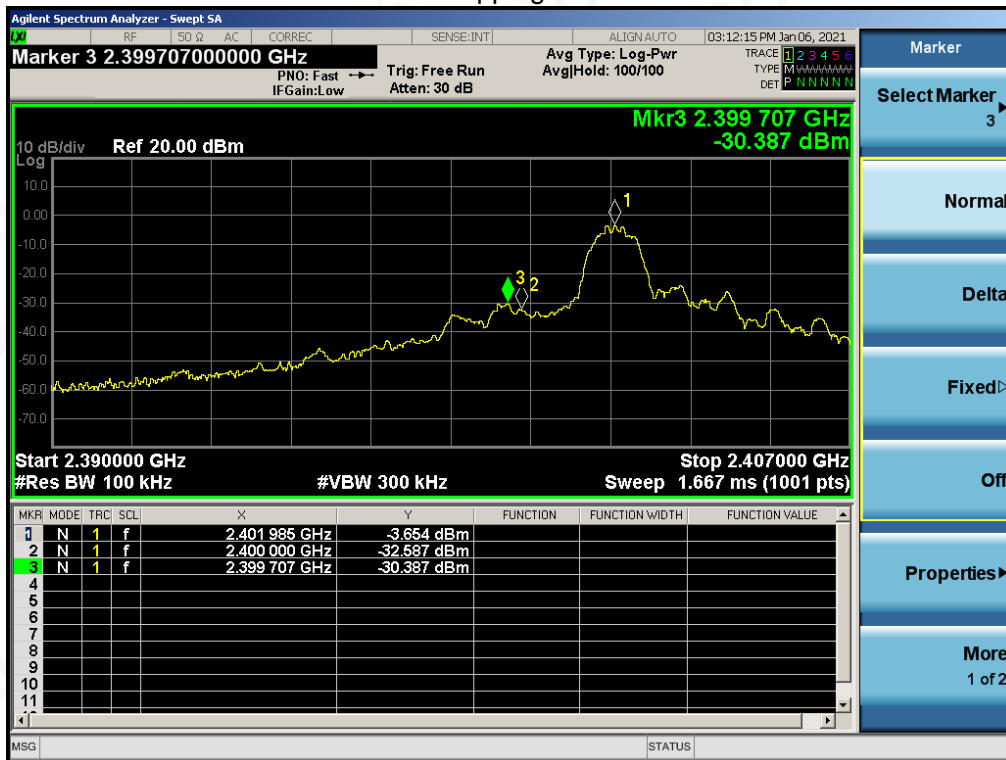 Agilent Spectrum Analyzer - Swept SA
LXI RF 50 Ω AC CORREC SENSE:INT ALIGN AUTO 03:12:15 PM Jan 06, 2021
Marker 3 2.399707000000 GHz
PNO: Fast
IFGain:Low
Trig: Free Run
Atten: 30 dB
Avg Type: Log-Pwr
Avg|Hold: 100/100
TRACE 1 2 3 4 5 6
TYPE M WWWWW
DET P N N N N N
Mkr3 2.399 707 GHz
-30.387 dBm
10 dB/div Ref 20.00 dBm
Log
10.0
0.00
-10.0
-20.0
-30.0
-40.0
-50.0
-60.0
-70.0
1
3
2
Start 2.390000 GHz Stop 2.407000 GHz
#Res BW 100 kHz #VBW 300 kHz Sweep 1.667 ms (1001 pts)
MKR MODE TRC SCL X Y FUNCTION FUNCTION WIDTH FUNCTION VALUE
1 N 1 f 2.401 985 GHz -3.654 dBm
2 N 1 f 2.400 000 GHz -32.587 dBm
3 N 1 f 2.399 707 GHz -30.387 dBm
4
5
6
7
8
9
10
11
MSG STATUS
Marker
Select Marker
3
Normal
Delta
Fixed
Off
Properties
More
1 of 2